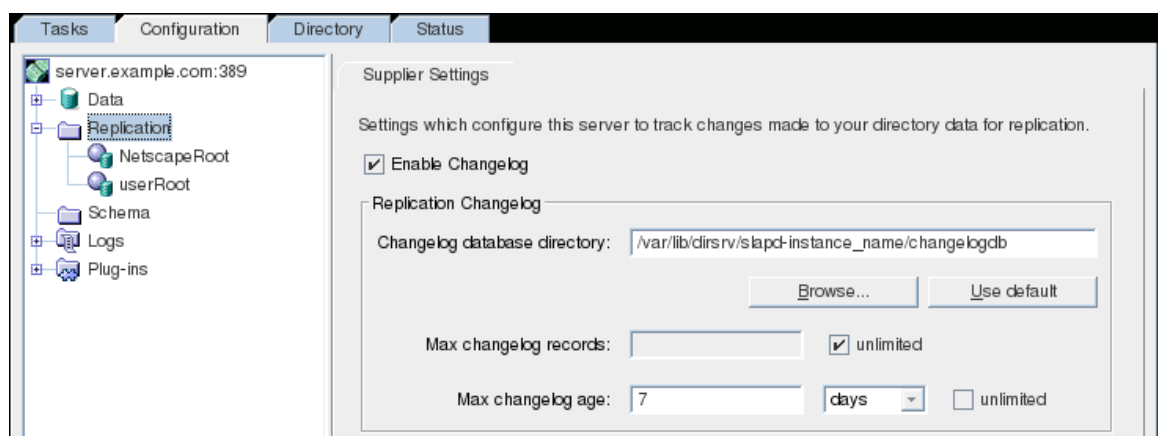 Tasks Configuration Directory Status
server.example.com:389
Data
Replication
NetscapeRoot
userRoot
Schema
Logs
Plug-ins
Supplier Settings
Settings which configure this server to track changes made to your directory data for replication.
Enable Changelog
Replication Changelog
Changelog database directory: /var/lib/dirsrv/slapd-instance_name/changelogdb
Browse... Use default
Max changelog records: unlimited
Max changelog age: 7 days unlimited